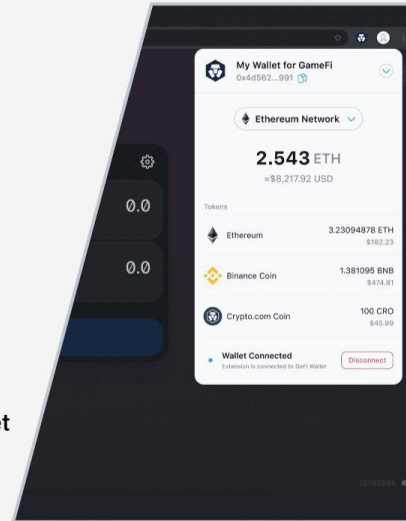 My Wallet for GameFi
0x4d562...991
Ethereum Network
2.543 ETH
≈$8,217.92 USD
Tokens
Ethereum
3.23094878 ETH
$182.23
0.0
Binance Coin
1.381095 BNB
$474.81
0.0
Crypto.com Coin
100 CRO
$45.99
Wallet Connected
Disconnect
Extension is connected to DeFi Wallet